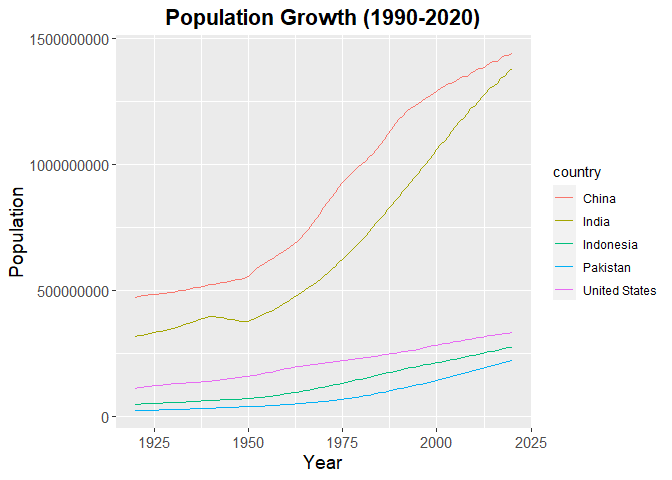 Population Growth (1990-2020)
1500000000
1000000000
500000000
0
Population
1925
1950
1975
2000
2025
Year
country
China
India
Indonesia
Pakistan
United States